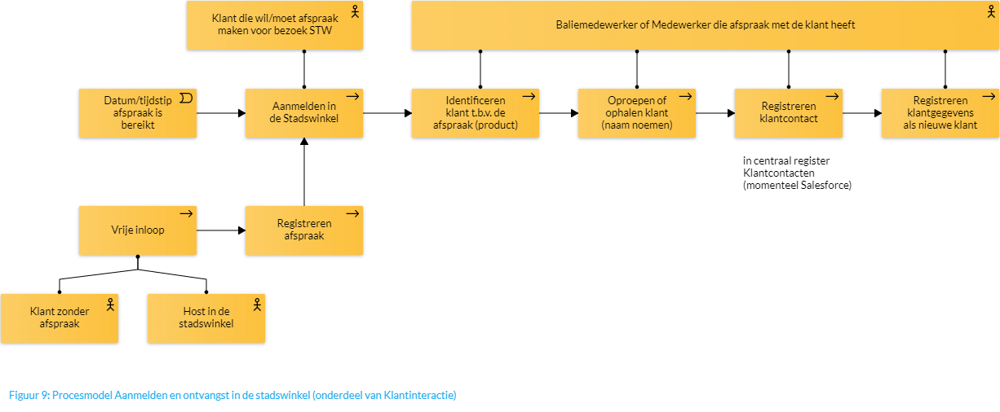 Klant die wil/moet afspraak
maken voor bezoek STW
Baliemedewerker of Medewerker die afspraak met de klant heeft
Datum/tijdstip
afspraak is
bereikt
Aanmelden in
de Stadswinkel
Identificeren
klant t.b.v. de
afspraak (product)
Oproepen of
ophalen klant
(naam noemen)
Registreren
klantcontact
Registreren
klantgegevens
als nieuwe klant
in centraal register
Klantcontacten
(momenteel Salesforce)
Vrije inloop
Registreren
afspraak
Klant zonder
afspraak
Host in de
stadswinkel
Figuur 9: Procesmodel Aanmelden en ontvangst in de stadswinkel (onderdeel van Klantinteractie)